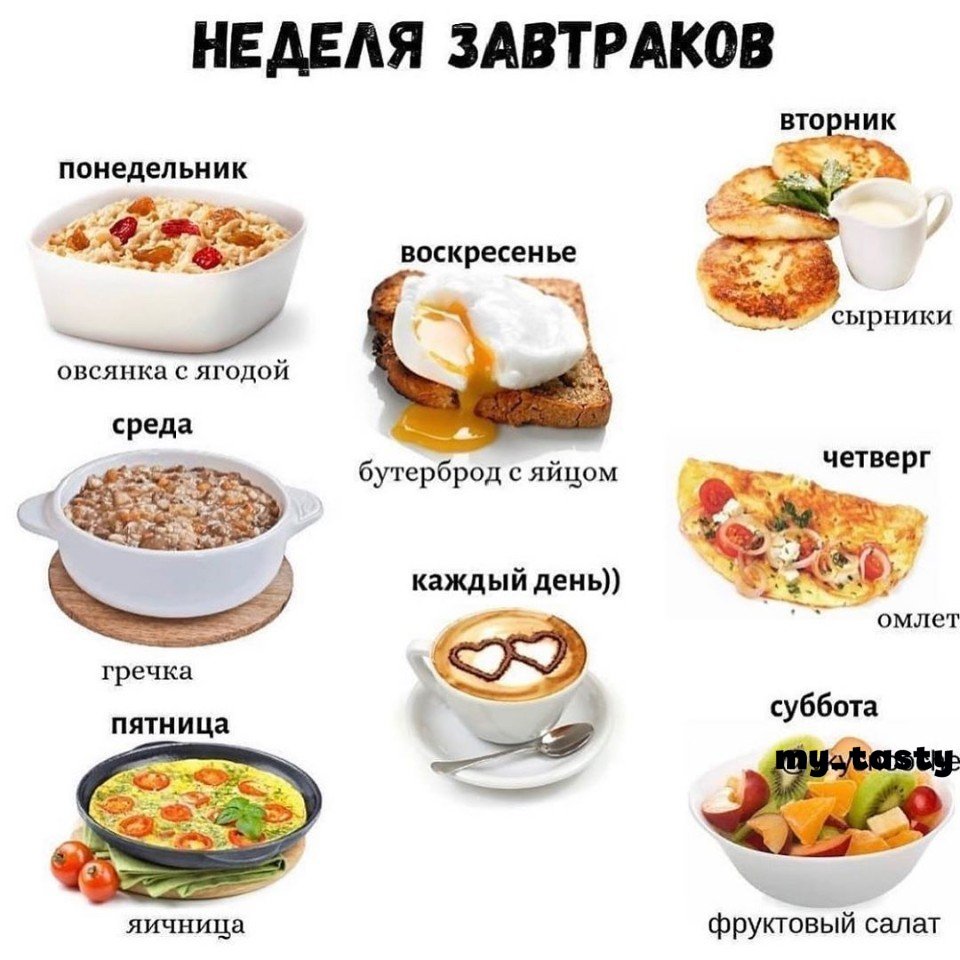 НЕДЕЛЯ ЗАВТРАКОВ
понедельник
овсянка с ягодой
вторник
сырники
воскресенье
бутерброд с яйцом
среда
гречка
четверг
омлет
каждый день))
пятница
яичница
суббота
my_tasty
фруктовый салат